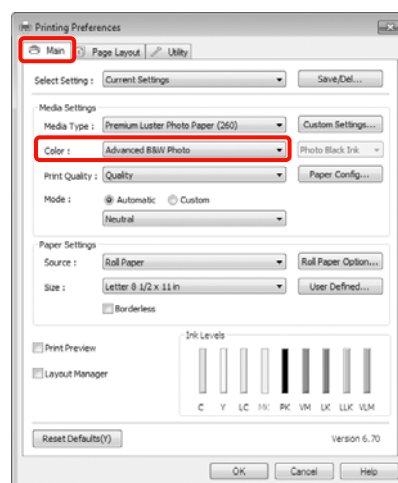 Printing Preferences
Main Page Layout Utility
Select Setting : Current Settings Save/Del...
Media Settings
Media Type : Premium Luster Photo Paper (260) Custom Settings...
Color : Advanced B&W Photo Photo Black Ink
Print Quality : Quality Paper Config...
Mode : Automatic Custom
Neutral
Paper Settings
Source : Roll Paper Roll Paper Option...
Size : Letter 8 1/2 x 11 in User Defined...
Borderless
Ink Levels
Print Preview
Layout Manager
C Y LC MK PK VM LK LLK VLM
Reset Defaults(Y) Version 6.70
OK Cancel Help